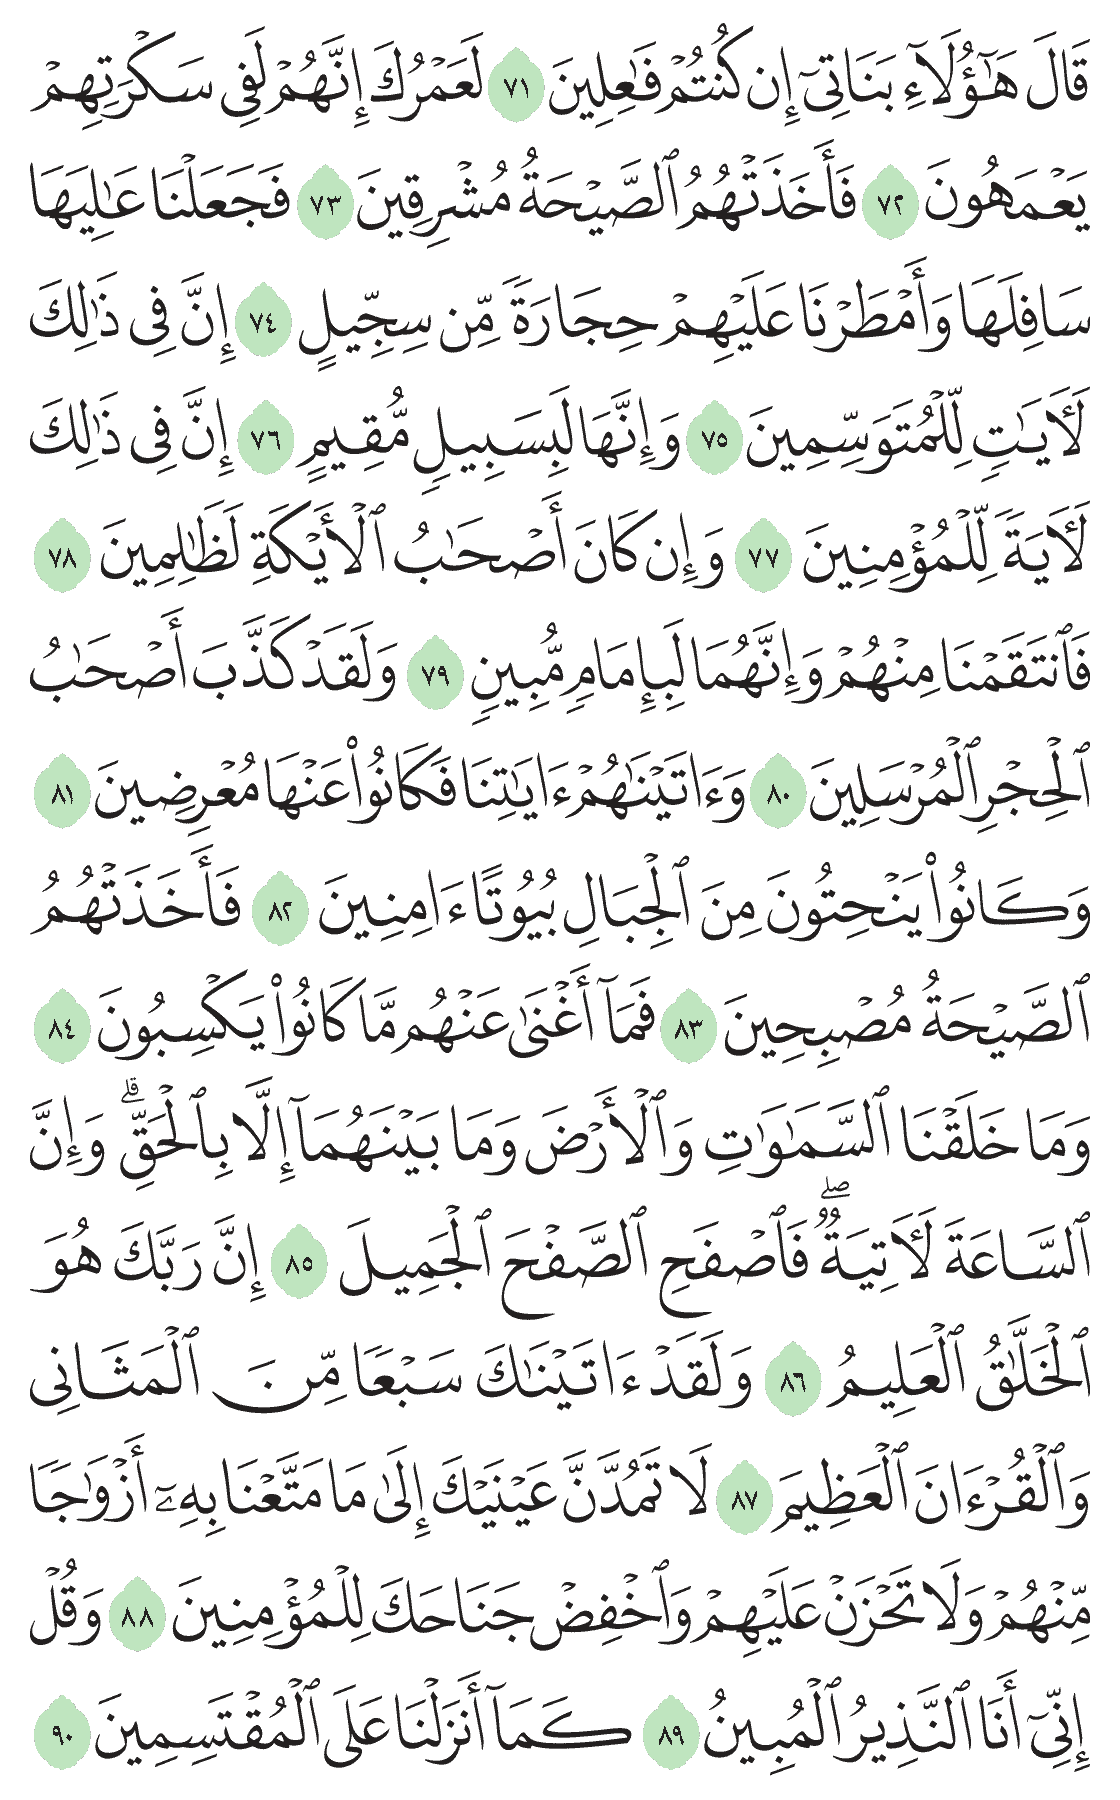 قَالَ هَٰٓؤُلَآءِ بَنَاتِىٓ إِن كُنتُمْ فَٰعِلِينَ ٧١ لَعَمْرُكَ إِنَّهُمْ لَفِى سَكْرَتِهِمْ
يَعْمَهُونَ ٧٢ فَأَخَذَتْهُمُ ٱلصَّيْحَةُ مُشْرِقِينَ ٧٣ فَجَعَلْنَا عَٰلِيَهَا
سَافِلَهَا وَأَمْطَرْنَا عَلَيْهِمْ حِجَارَةً مِّن سِجِّيلٍ ٧٤ إِنَّ فِى ذَٰلِكَ
لَءَايَٰتٍ لِّلْمُتَوَسِّمِينَ ٧٥ وَإِنَّهَا لَبِسَبِيلٍ مُّقِيمٍ ٧٦ إِنَّ فِى ذَٰلِكَ
لَءَايَةً لِّلْمُؤْمِنِينَ ٧٧ وَإِن كَانَ أَصْحَٰبُ ٱلْأَيْكَةِ لَظَٰلِمِينَ ٧٨
فَٱنتَقَمْنَا مِنْهُمْ وَإِنَّهُمَا لَبِإِمَامٍ مُّبِينٍ ٧٩ وَلَقَدْ كَذَّبَ أَصْحَٰبُ
ٱلْحِجْرِ ٱلْمُرْسَلِينَ ٨٠ وَءَاتَيْنَٰهُمْ ءَايَٰتِنَا فَكَانُوا۟ عَنْهَا مُعْرِضِينَ ٨١
وَكَانُوا۟ يَنْحِتُونَ مِنَ ٱلْجِبَالِ بُيُوتًا ءَامِنِينَ ٨٢ فَأَخَذَتْهُمُ
ٱلصَّيْحَةُ مُصْبِحِينَ ٨٣ فَمَآ أَغْنَىٰ عَنْهُم مَّا كَانُوا۟ يَكْسِبُونَ ٨٤
وَمَا خَلَقْنَا ٱلسَّمَٰوَٰتِ وَٱلْأَرْضَ وَمَا بَيْنَهُمَآ إِلَّا بِٱلْحَقِّ ۗ وَإِنَّ
ٱلسَّاعَةَ لَءَاتِيَةٌ ۖ فَٱصْفَحِ ٱلصَّفْحَ ٱلْجَمِيلَ ٨٥ إِنَّ رَبَّكَ هُوَ
ٱلْخَلَّٰقُ ٱلْعَلِيمُ ٨٦ وَلَقَدْ ءَاتَيْنَٰكَ سَبْعًا مِّنَ ٱلْمَثَانِى
وَٱلْقُرْءَانَ ٱلْعَظِيمَ ٨٧ لَا تَمُدَّنَّ عَيْنَيْكَ إِلَىٰ مَا مَتَّعْنَا بِهِۦٓ أَزْوَٰجًا
مِّنْهُمْ وَلَا تَحْزَنْ عَلَيْهِمْ وَٱخْفِضْ جَنَاحَكَ لِلْمُؤْمِنِينَ ٨٨ وَقُلْ
إِنِّىٓ أَنَا ٱلنَّذِيرُ ٱلْمُبِينُ ٨٩ كَمَآ أَنزَلْنَا عَلَى ٱلْمُقْتَسِمِينَ ٩٠